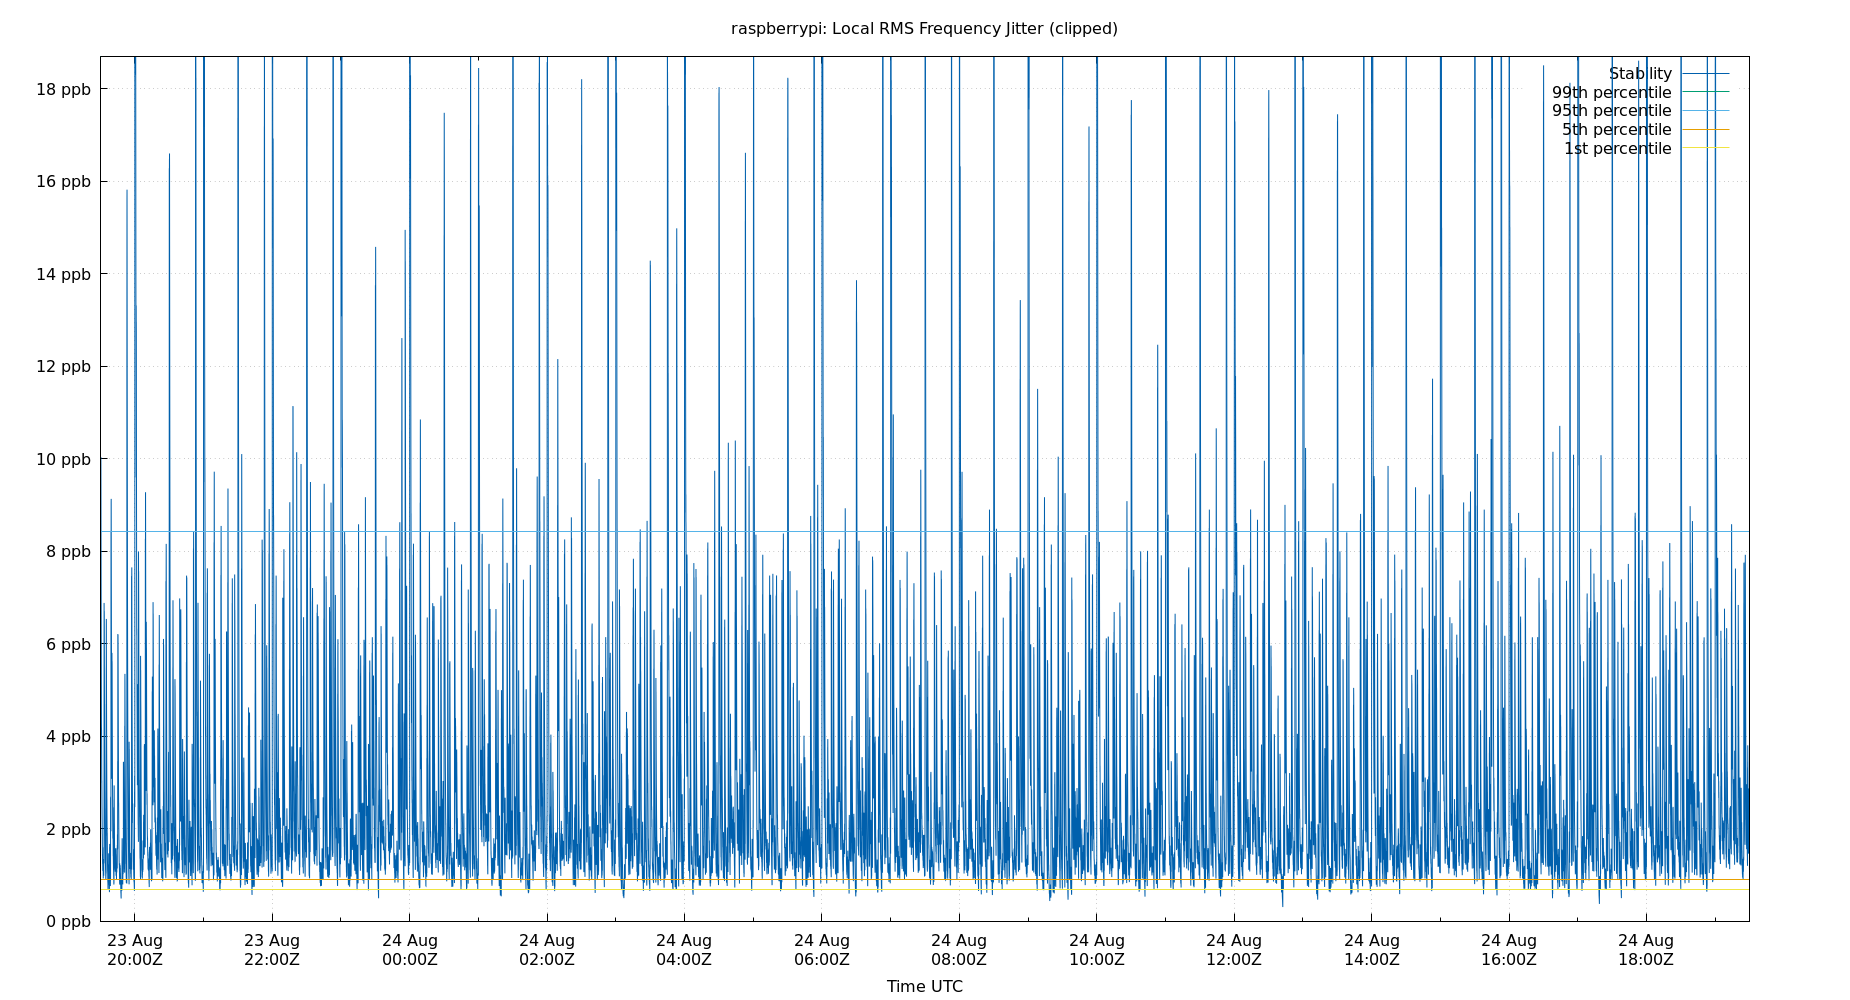 raspberrypi: Local RMS Frequency Jitter (clipped)
Stability
99th percentile
95th percentile
5th percentile
1st percentile
18 ppb
16 ppb
14 ppb
12 ppb
10 ppb
8 ppb
6 ppb
4 ppb
2 ppb
0 ppb
23 Aug 23 Aug 24 Aug 24 Aug 24 Aug 24 Aug 24 Aug 24 Aug 24 Aug 24 Aug 24 Aug 24 Aug
20:00Z 22:00Z 00:00Z 02:00Z 04:00Z 06:00Z 08:00Z 10:00Z 12:00Z 14:00Z 16:00Z 18:00Z
Time UTC